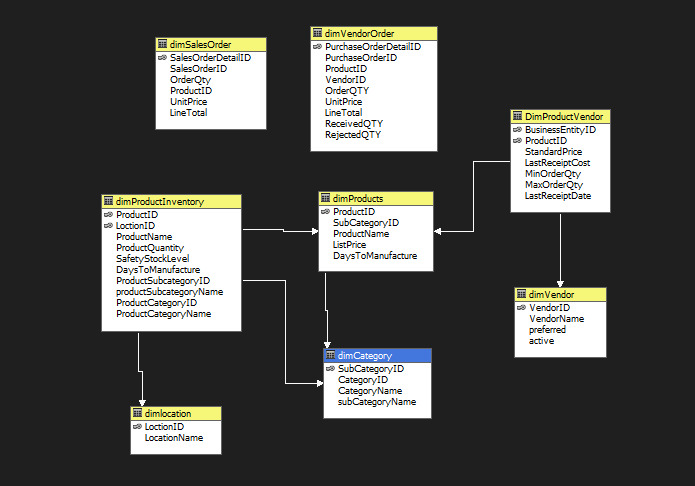 dimSalesOrder
SalesOrderDetailID
SalesOrderID
OrderQty
ProductID
UnitPrice
LineTotal
dimVendorOrder
PurchaseOrderDetailID
PurchaseOrderID
ProductID
VendorID
OrderQTY
UnitPrice
LineTotal
ReceivedQTY
RejectedQTY
DimProductVendor
BusinessEntityID
ProductID
StandardPrice
LastReceiptCost
MinOrderQty
MaxOrderQty
LastReceiptDate
dimProductInventory
ProductID
LoctionID
ProductName
ProductQuantity
SafetyStockLevel
DaysToManufacture
ProductSubcategoryID
productSubcategoryName
ProductCategoryID
ProductCategoryName
dimProducts
ProductID
SubCategoryID
ProductName
ListPrice
DaysToManufacture
dimVendor
VendorID
VendorName
preferred
active
dimCategory
SubCategoryID
CategoryID
CategoryName
subCategoryName
dimlocation
LoctionID
LocationName